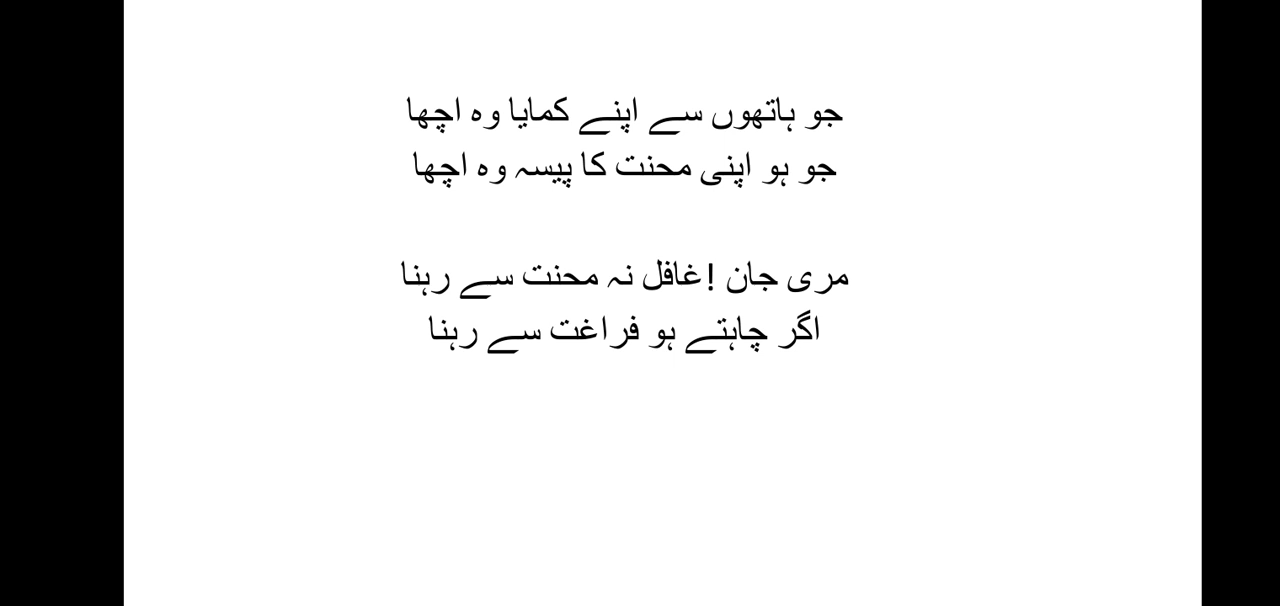 جو ہاتھوں سے اپنے کمایا وہ اچھا
جو ہو اپنی محنت کا پیسہ وہ اچھا
مری جان !غافل نہ محنت سے رہنا
اگر چاہتے ہو فراغت سے رہنا